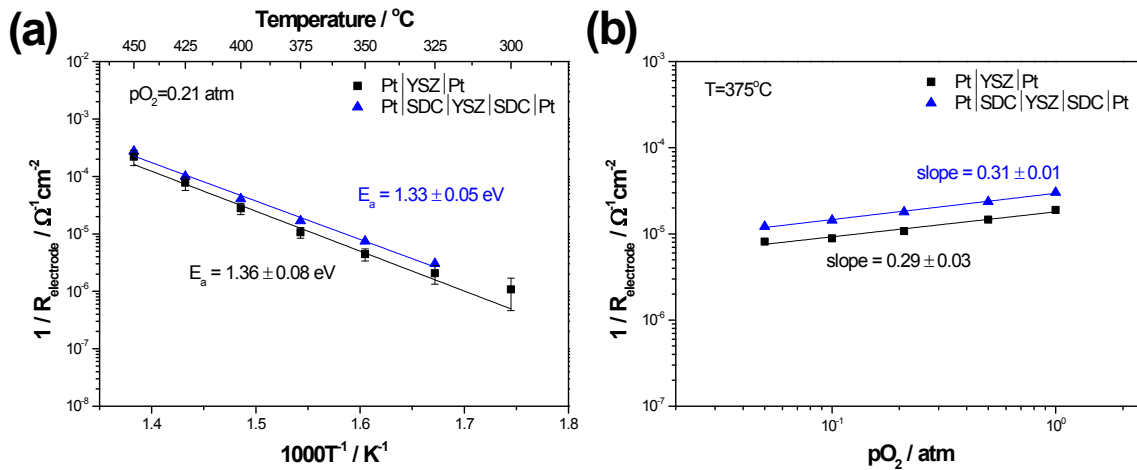 (a)
Temperature / °C
450 425 400 375 350 325 300
10⁻²
10⁻³
10⁻⁴
10⁻⁵
10⁻⁶
10⁻⁷
10⁻⁸
1 / R_electrode / Ω⁻¹cm⁻²
pO₂=0.21 atm
Pt|YSZ|Pt
Pt|SDC|YSZ|SDC|Pt
Eₐ = 1.33 ± 0.05 eV
Eₐ = 1.36 ± 0.08 eV
1.4 1.5 1.6 1.7 1.8
1000T⁻¹ / K⁻¹
(b)
10⁻³
10⁻⁴
10⁻⁵
10⁻⁶
10⁻⁷
1 / R_electrode / Ω⁻¹cm⁻²
T=375°C
Pt|YSZ|Pt
Pt|SDC|YSZ|SDC|Pt
slope = 0.31 ± 0.01
slope = 0.29 ± 0.03
10⁻¹ 10⁰
pO₂ / atm